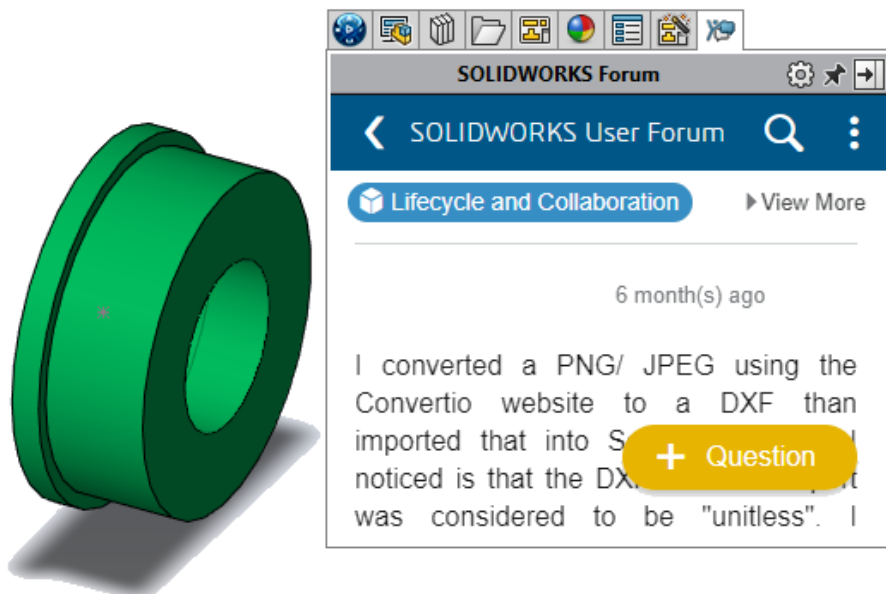 SOLIDWORKS Forum
SOLIDWORKS User Forum
Lifecycle and Collaboration
View More
6 month(s) ago
I converted a PNG/ JPEG using the
Convertio website to a DXF than
imported that into
noticed is that the
was considered to be "unitless". I
+ Question